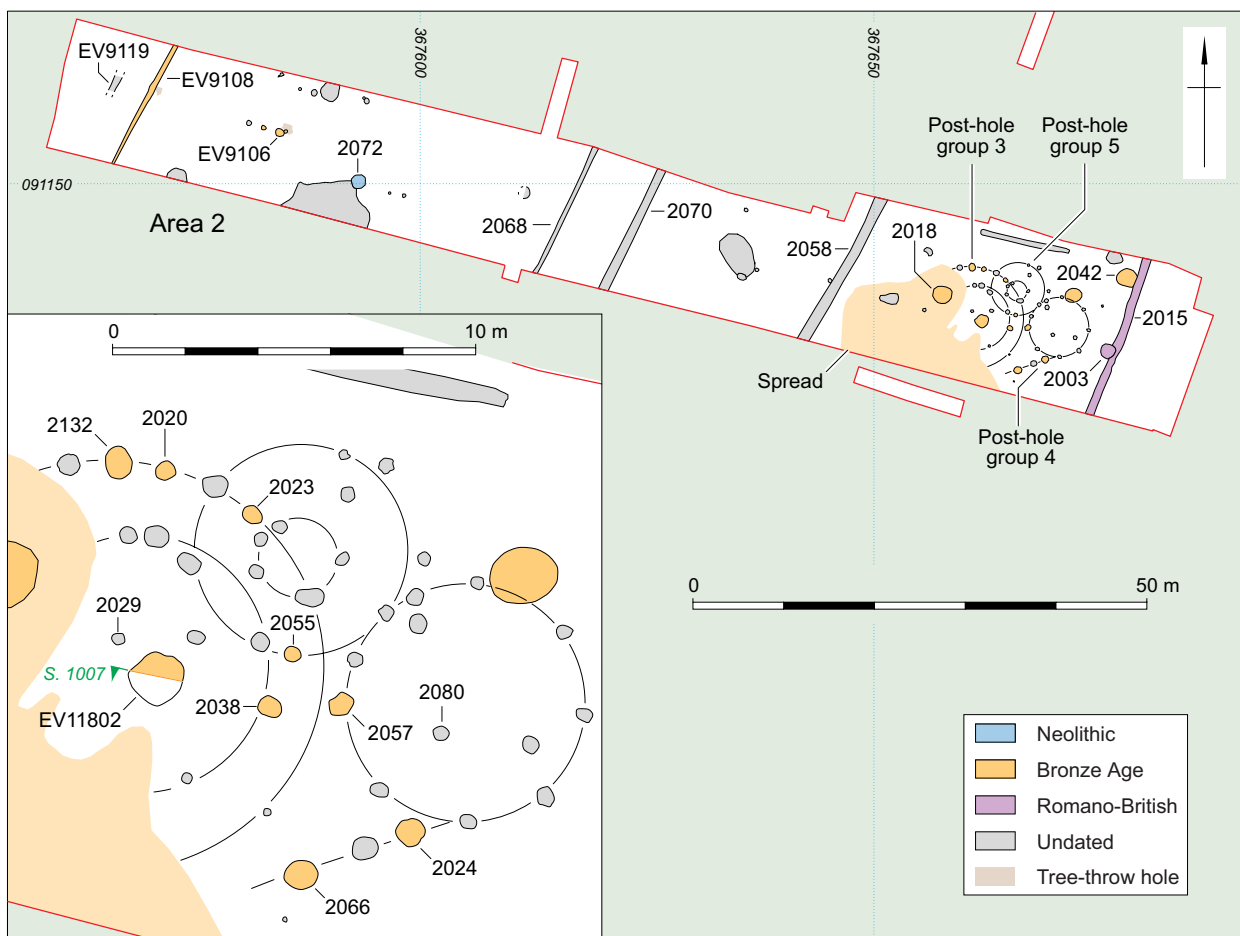 EV9119
EV9108
EV9106
2072
367600
367650
091150
Area 2
2068
2070
2058
2018
Post-hole
group 3
Post-hole
group 5
2042
2015
2003
Spread
Post-hole
group 4
0 10 m
2132
2020
2023
2029
2055
S. 1007
EV11802
2038
2057
2080
2024
2066
0 50 m
Neolithic
Bronze Age
Romano-British
Undated
Tree-throw hole